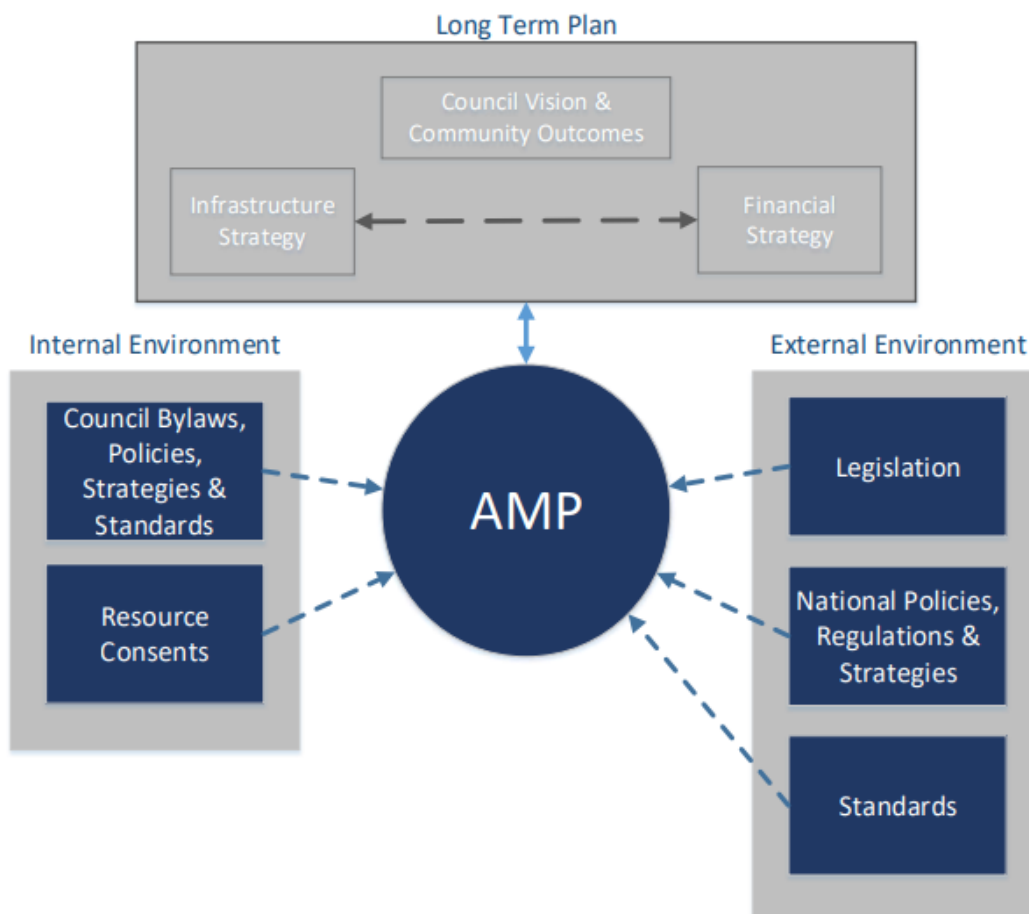 Long Term Plan
Council Vision &
Community Outcomes
Infrastructure
Strategy
Financial
Strategy
Internal Environment
External Environment
Council Bylaws,
Policies,
Strategies &
Standards
Resource
Consents
AMP
Legislation
National Policies,
Regulations &
Strategies
Standards